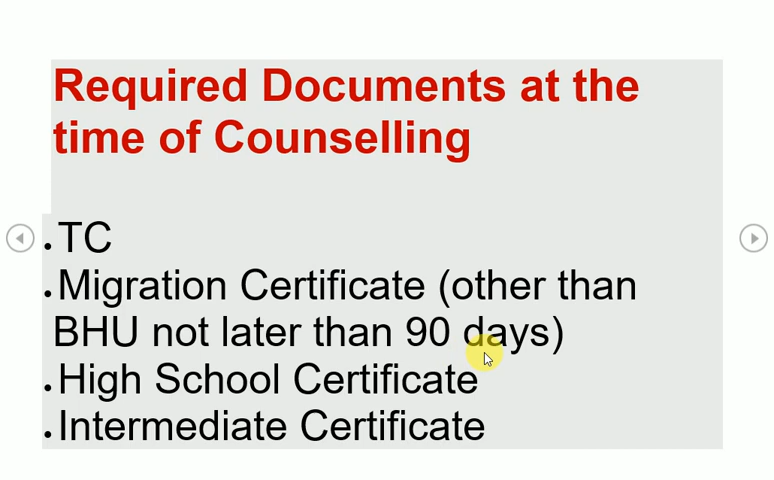 Required Documents at the
time of Counselling
•TC
•Migration Certificate (other than
BHU not later than 90 days)
•High School Certificate
•Intermediate Certificate